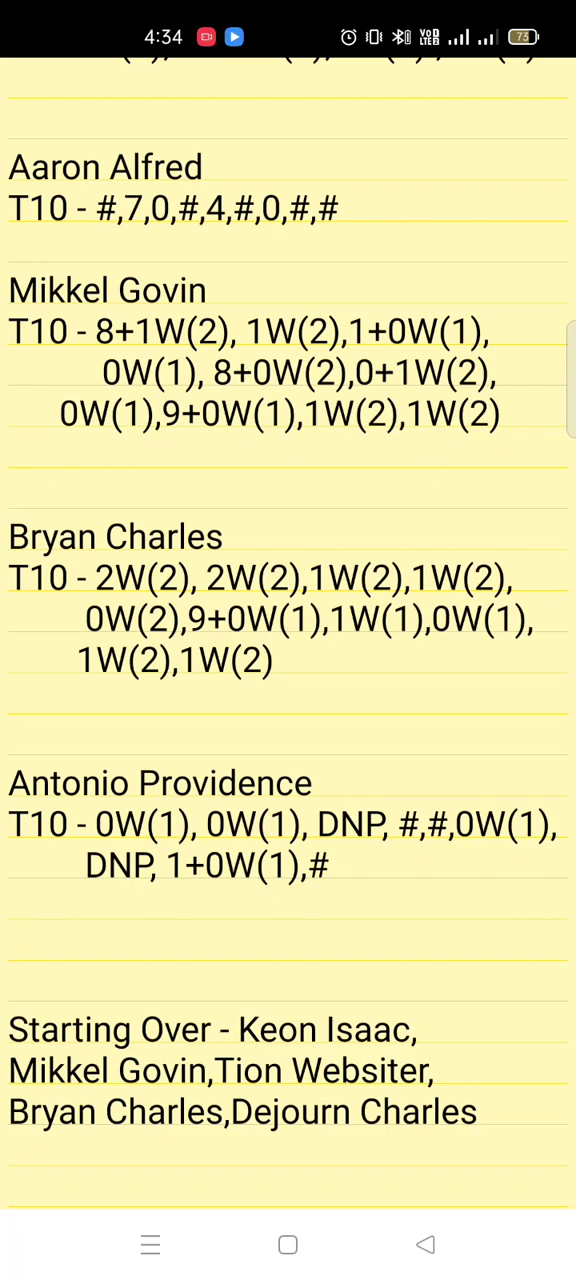 4:34
VoD LTE2
73
Aaron Alfred
T10 - #,7,0,#,4,#,0,#,#
Mikkel Govin
T10 - 8+1W(2), 1W(2),1+0W(1),
0W(1), 8+0W(2),0+1W(2),
0W(1),9+0W(1),1W(2),1W(2)
Bryan Charles
T10 - 2W(2), 2W(2),1W(2),1W(2),
0W(2),9+0W(1),1W(1),0W(1),
1W(2),1W(2)
Antonio Providence
T10 - 0W(1), 0W(1), DNP, #,#,0W(1),
DNP, 1+0W(1),#
Starting Over - Keon Isaac,
Mikkel Govin,Tion Websiter,
Bryan Charles,Dejourn Charles